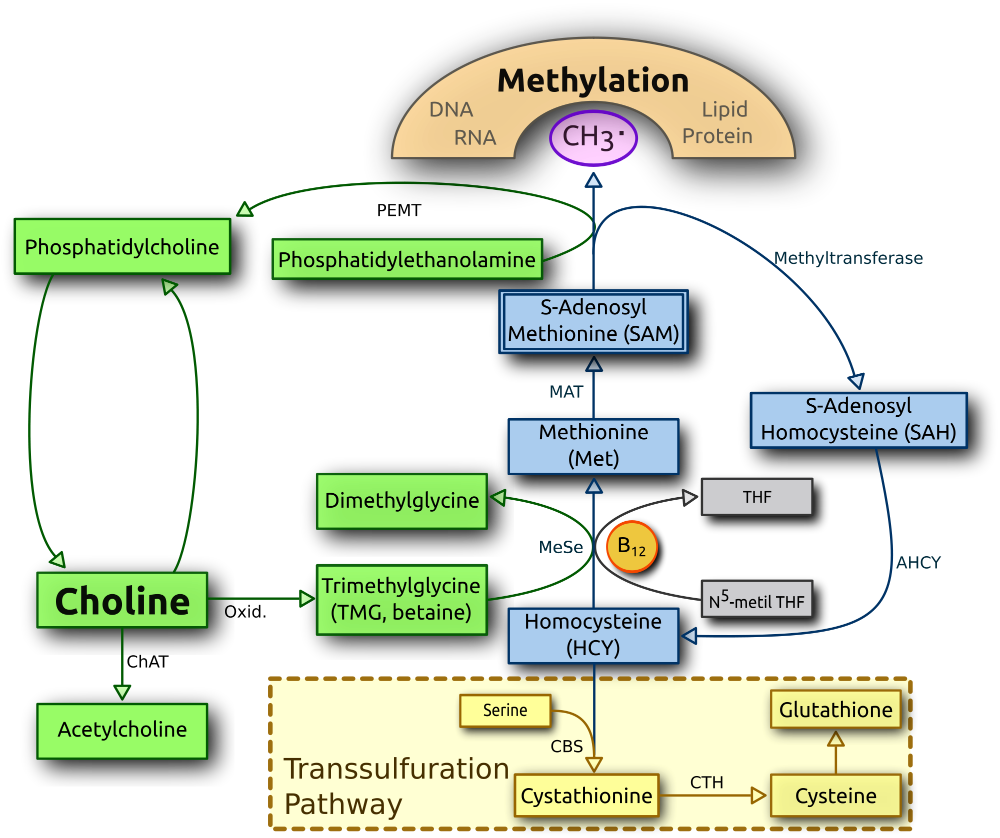 Methylation
DNA
Lipid
RNA
Protein
CH3·
PEMT
Phosphatidylcholine
Phosphatidylethanolamine
Methyltransferase
S-Adenosyl
Methionine (SAM)
MAT
S-Adenosyl
Homocysteine (SAH)
Methionine
(Met)
Dimethylglycine
THF
MeSe
B12
AHCY
Choline
Oxid.
Trimethylglycine
(TMG, betaine)
N5-metil THF
Homocysteine
(HCY)
ChAT
Acetylcholine
Serine
Glutathione
CBS
Transsulfuration
Pathway
Cystathionine
CTH
Cysteine